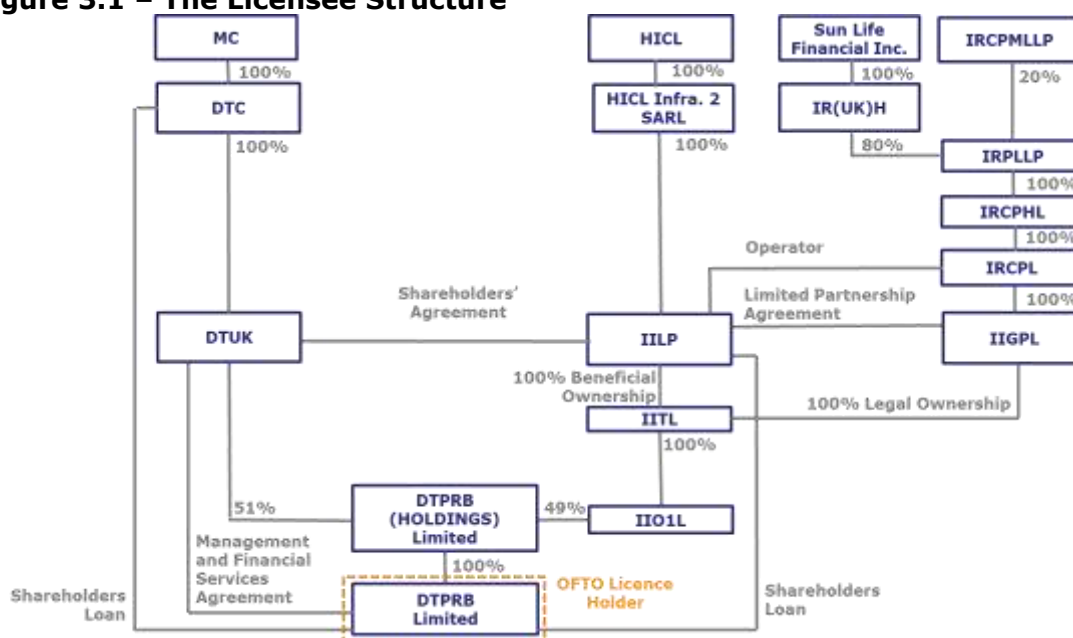 gure 3.1 – The Licensee Structure
MC
HICL
Sun Life
Financial Inc.
IRCPMLLP
100%
100%
100%
20%
DTC
HICL Infra. 2
SARL
IR(UK)H
100%
100%
80%
IRPLLP
100%
IRCPHL
100%
Operator
IRCPL
Shareholders'
Agreement
Limited Partnership
Agreement
100%
DTUK
IILP
IIGPL
100% Beneficial
Ownership
100% Legal Ownership
IITL
100%
51%
DTPRB
(HOLDINGS)
Limited
49%
IIO1L
Management
and Financial
Services
Agreement
100%
OFTO Licence
Holder
Shareholders
Loan
DTPRB
Limited
Shareholders
Loan